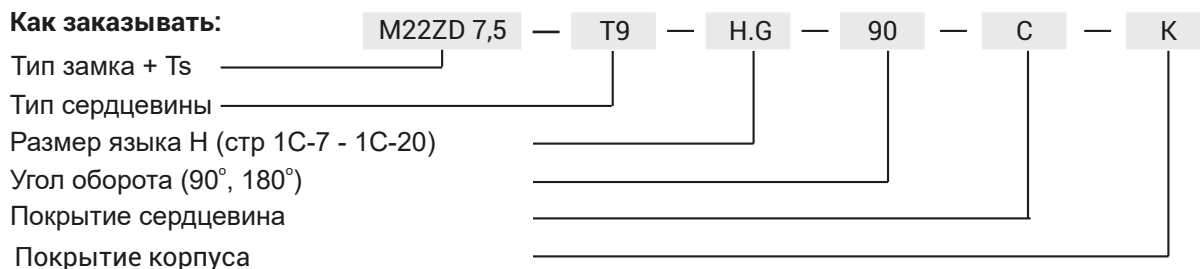 Как заказывать:
M22ZD 7,5 — T9 — H.G — 90 — C — К
Тип замка + Ts
Тип сердцевины
Размер языка H (стр 1C-7 - 1C-20)
Угол оборота (90°, 180°)
Покрытие сердцевина
Покрытие корпуса